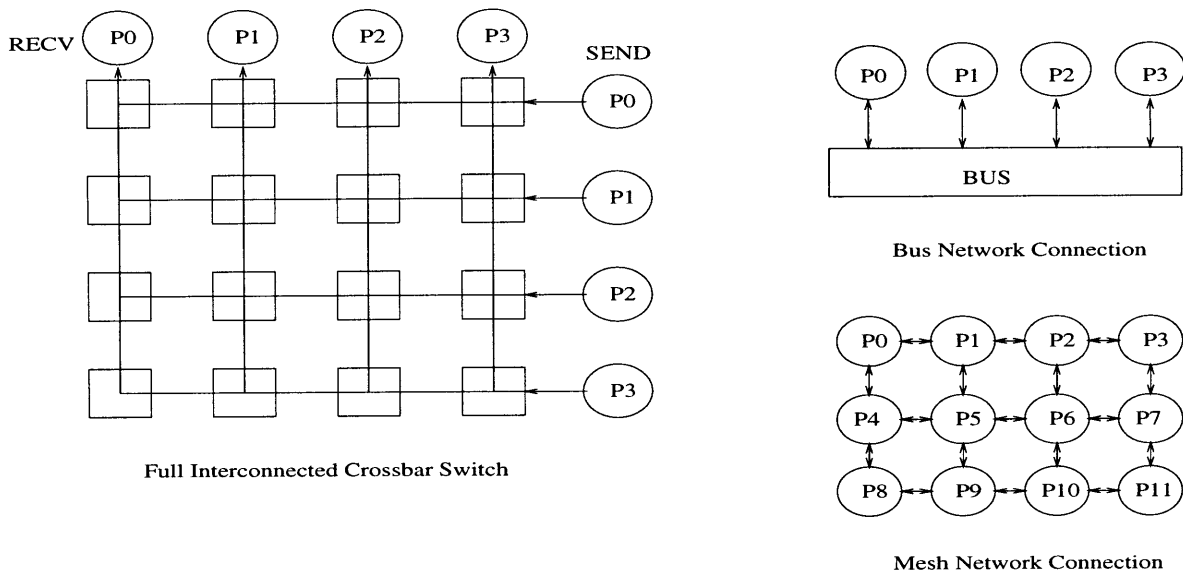 RECV P0 P1 P2 P3
SEND
P0
P1
P2
P3
Full Interconnected Crossbar Switch
P0 P1 P2 P3
BUS
Bus Network Connection
P0 P1 P2 P3
P4 P5 P6 P7
P8 P9 P10 P11
Mesh Network Connection